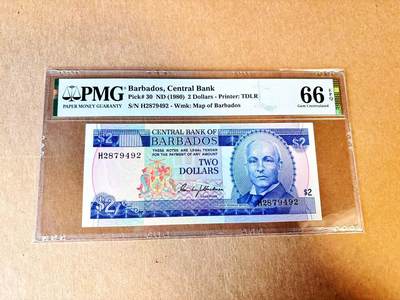 PMG
PAPER MONEY GUARANTY
Barbados, Central Bank
Pick# 30 ND (1980) 2 Dollars - Printer: TDLR
S/N H2879492 - Wmk: Map of Barbados
66 EPQ
Gem Uncirculated
$2
CENTRAL BANK OF
BARBADOS
THESE NOTES ARE LEGAL TENDER
FOR THE PAYMENT OF ANY AMOUNT
H2879492
TWO
DOLLARS
$2
$2
H2879492